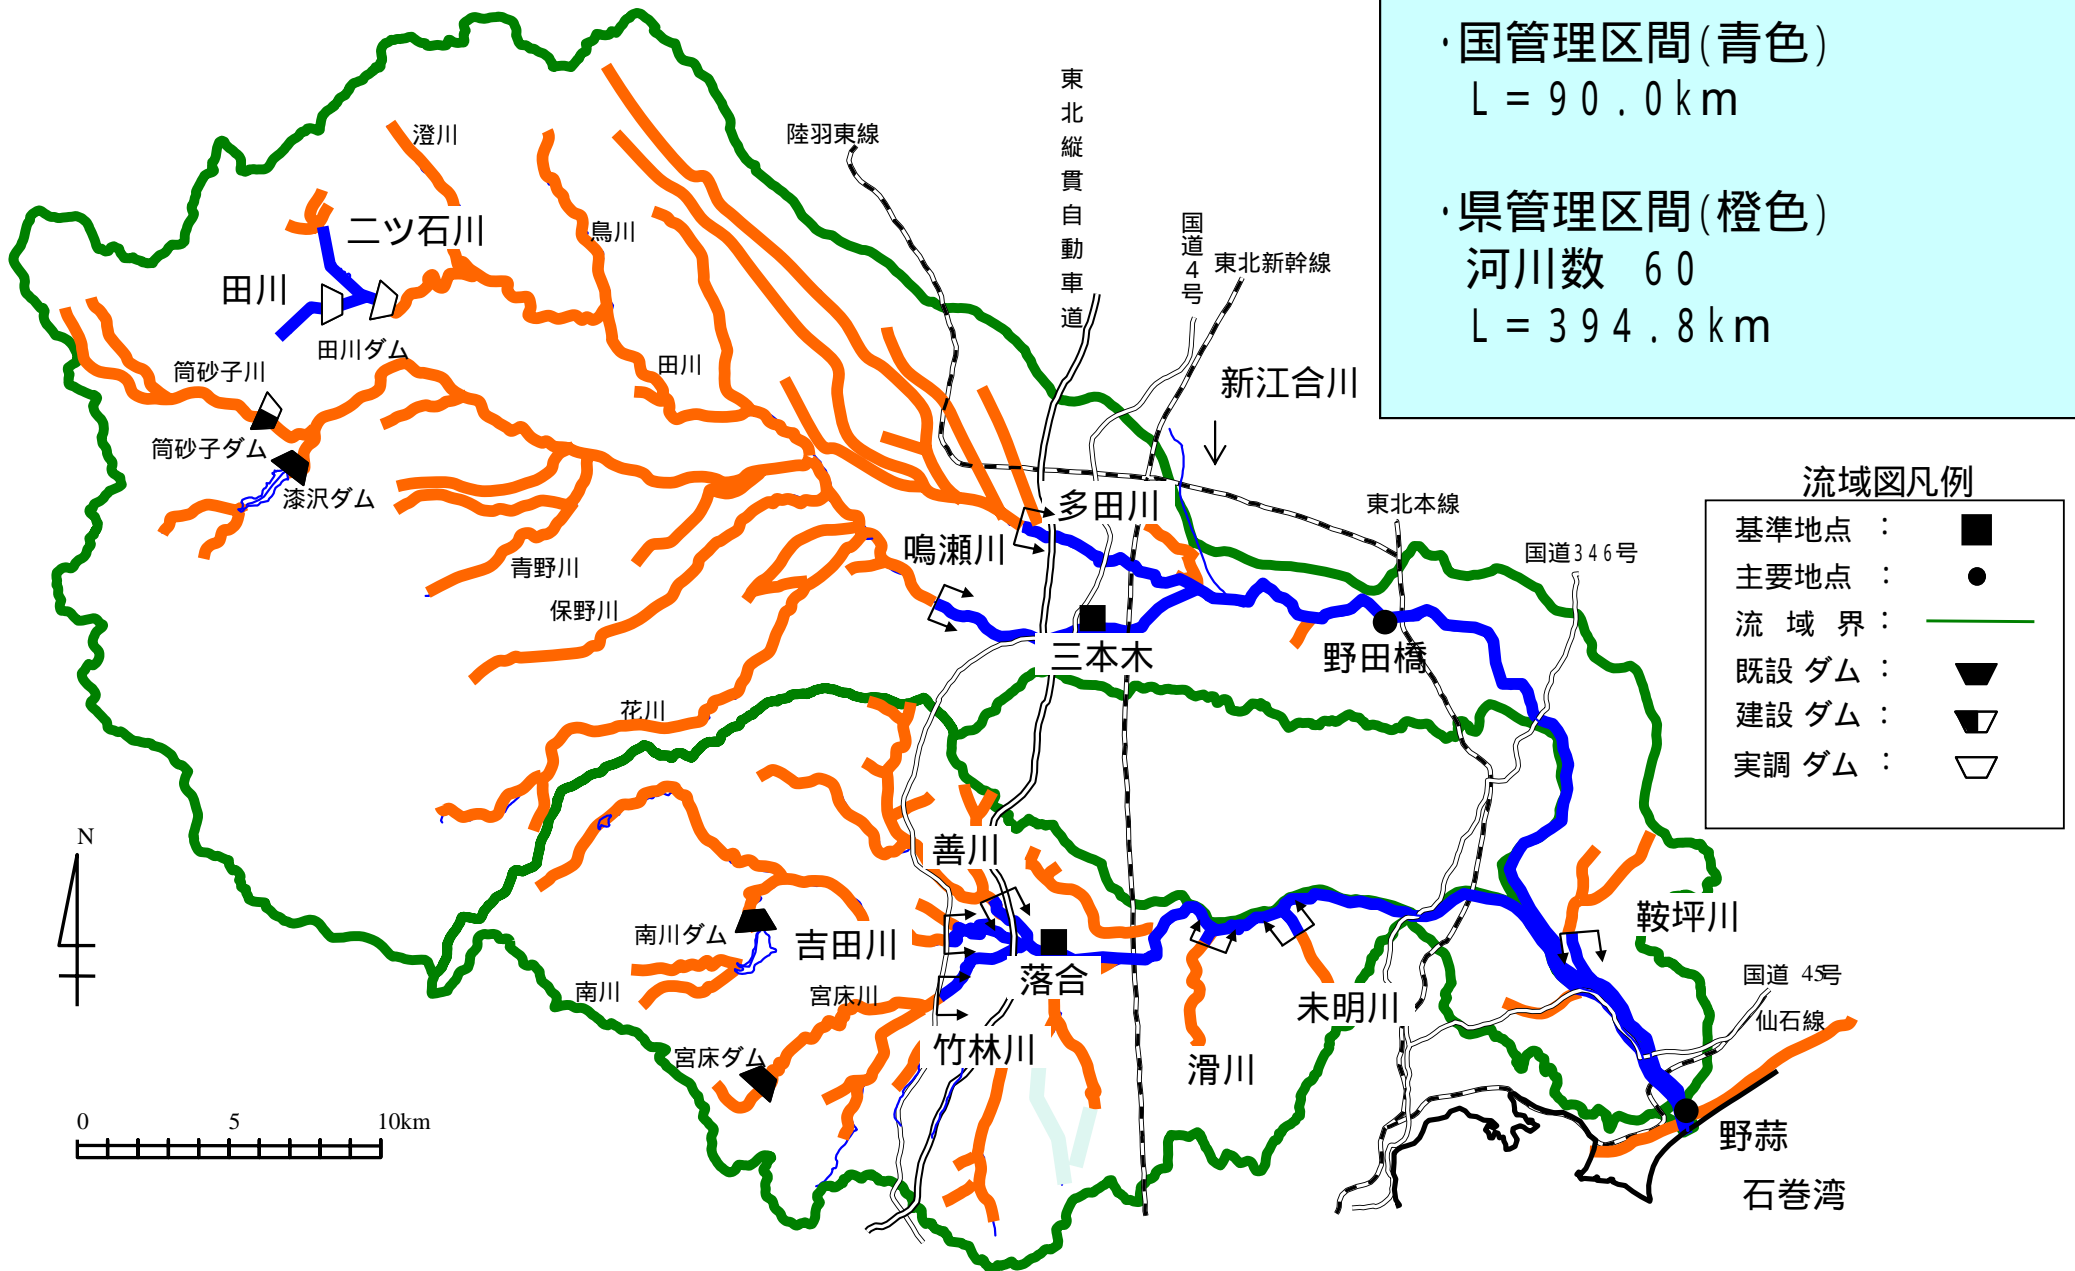 ・国管理区間(青色)
L=90.0km
・県管理区間(橙色)
河川数 60
L=394.8km
東北縦貫自動車道
陸羽東線
国道4号
東北新幹線
澄川
二ツ石川
鳥川
田川
田川ダム
田川
筒砂子川
筒砂子ダム
漆沢ダム
新江合川
多田川
鳴瀬川
東北本線
国道346号
青野川
保野川
三本木
野田橋
花川
流域図凡例
基準地点 :
主要地点 :
流域界 :
既設ダム :
建設ダム :
実調ダム :
N
善川
南川ダム
吉田川
鞍坪川
南川
宮床川
落合
国道 45号
未明川
仙石線
竹林川
宮床ダム
滑川
0 5 10km
野蒜
石巻湾